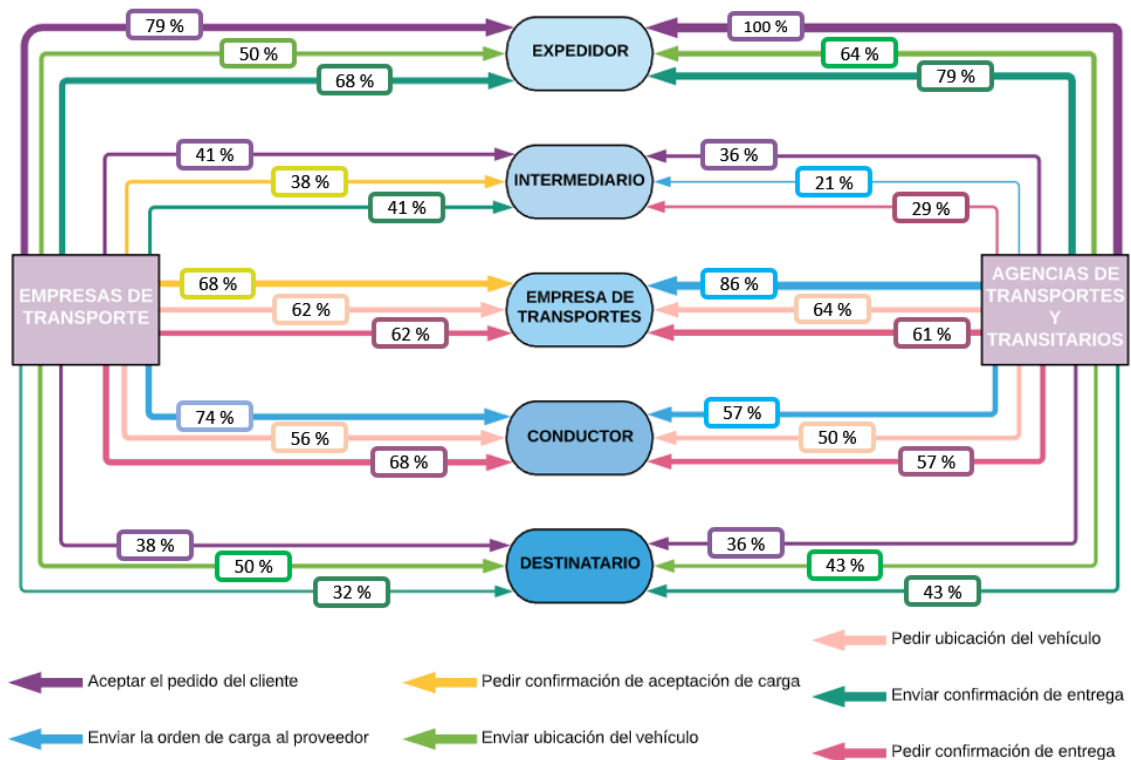 79 %
100 %
EXPEDIDOR
50 %
64 %
68 %
79 %
41 %
36 %
INTERMEDIARIO
38 %
21 %
41 %
29 %
EMPRESAS DE
TRANSPORTE
AGENCIAS DE
TRANSPORTES
Y
TRANSITARIOS
68 %
86 %
EMPRESA DE
TRANSPORTES
62 %
64 %
62 %
61 %
74 %
57 %
CONDUCTOR
56 %
50 %
68 %
57 %
38 %
36 %
DESTINATARIO
50 %
43 %
32 %
43 %
Pedir ubicación del vehículo
Aceptar el pedido del cliente
Pedir confirmación de aceptación de carga
Enviar confirmación de entrega
Enviar la orden de carga al proveedor
Enviar ubicación del vehículo
Pedir confirmación de entrega